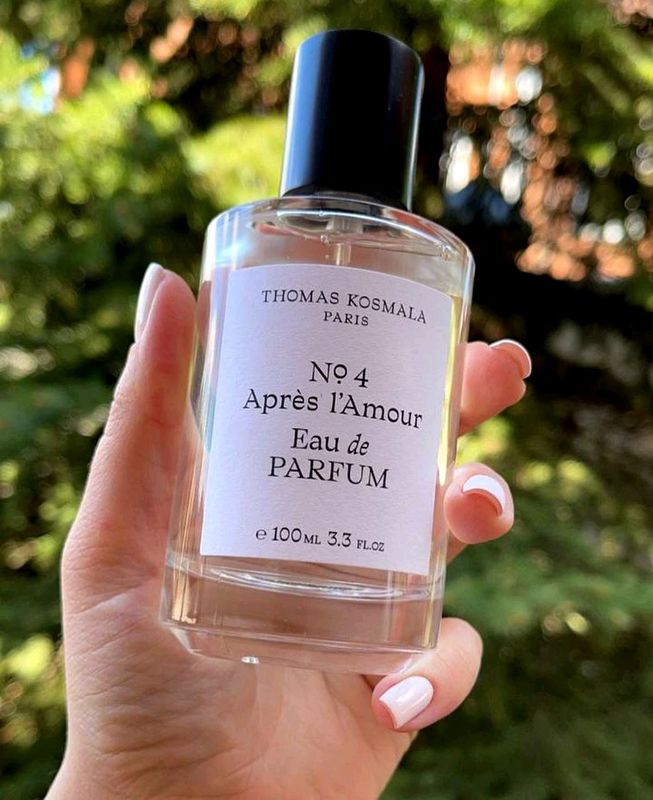 THOMAS KOSMALA
PARIS
No 4
Après l'Amour
Eau de
PARFUM
e 100 ML 3.3 FL.OZ